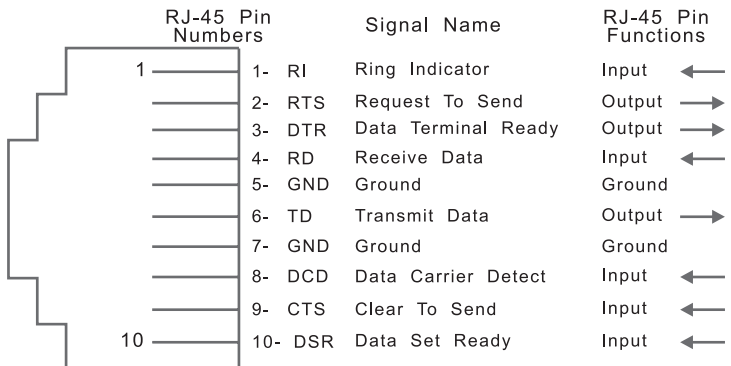 RJ-45 Pin Numbers Signal Name RJ-45 Pin Functions
1 1- RI Ring Indicator Input
2- RTS Request To Send Output
3- DTR Data Terminal Ready Output
4- RD Receive Data Input
5- GND Ground Ground
6- TD Transmit Data Output
7- GND Ground Ground
8- DCD Data Carrier Detect Input
9- CTS Clear To Send Input
10 10- DSR Data Set Ready Input